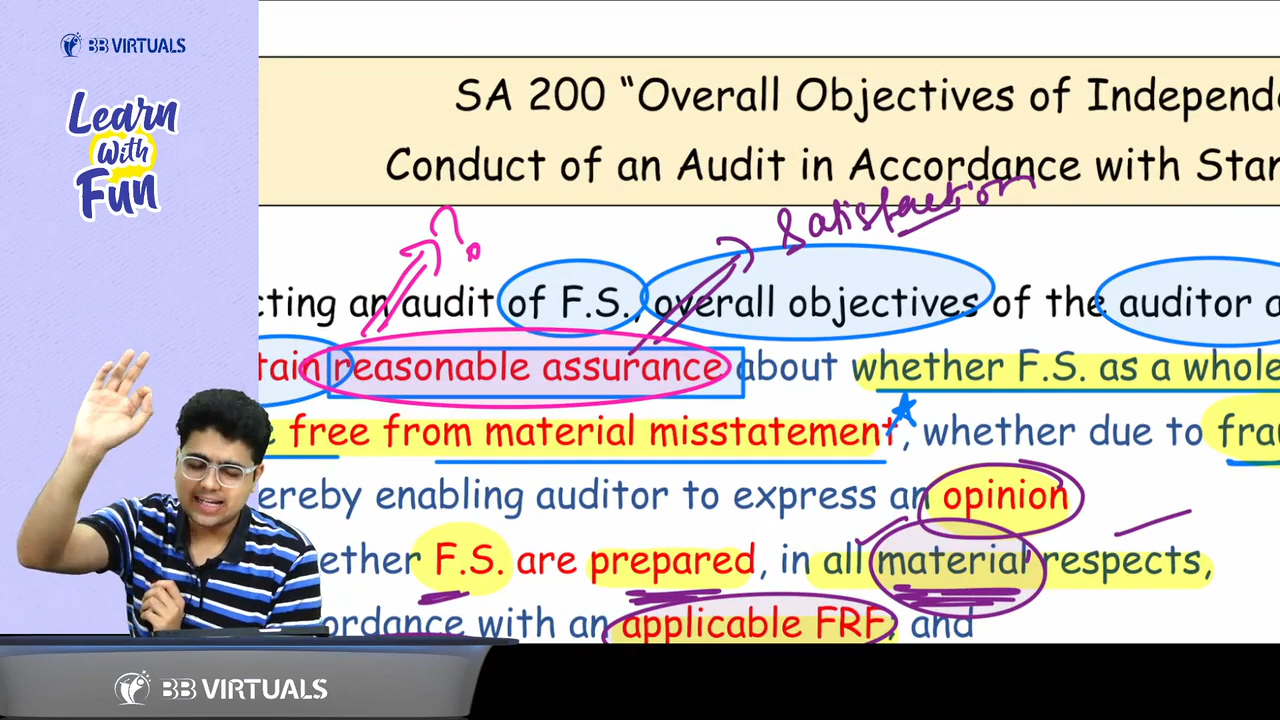 BB VIRTUALS
Learn
With
Fun
SA 200 “Overall Objectives of Independe
Conduct of an Audit in Accordance with Stan
Satisfaction
?
cting an audit of F.S., overall objectives of the auditor a
tain reasonable assurance about whether F.S. as a whole
free from material misstatement, whether due to frau
ereby enabling auditor to express an opinion
ether F.S. are prepared, in all material respects,
ordance with an applicable FRF, and
BB VIRTUALS